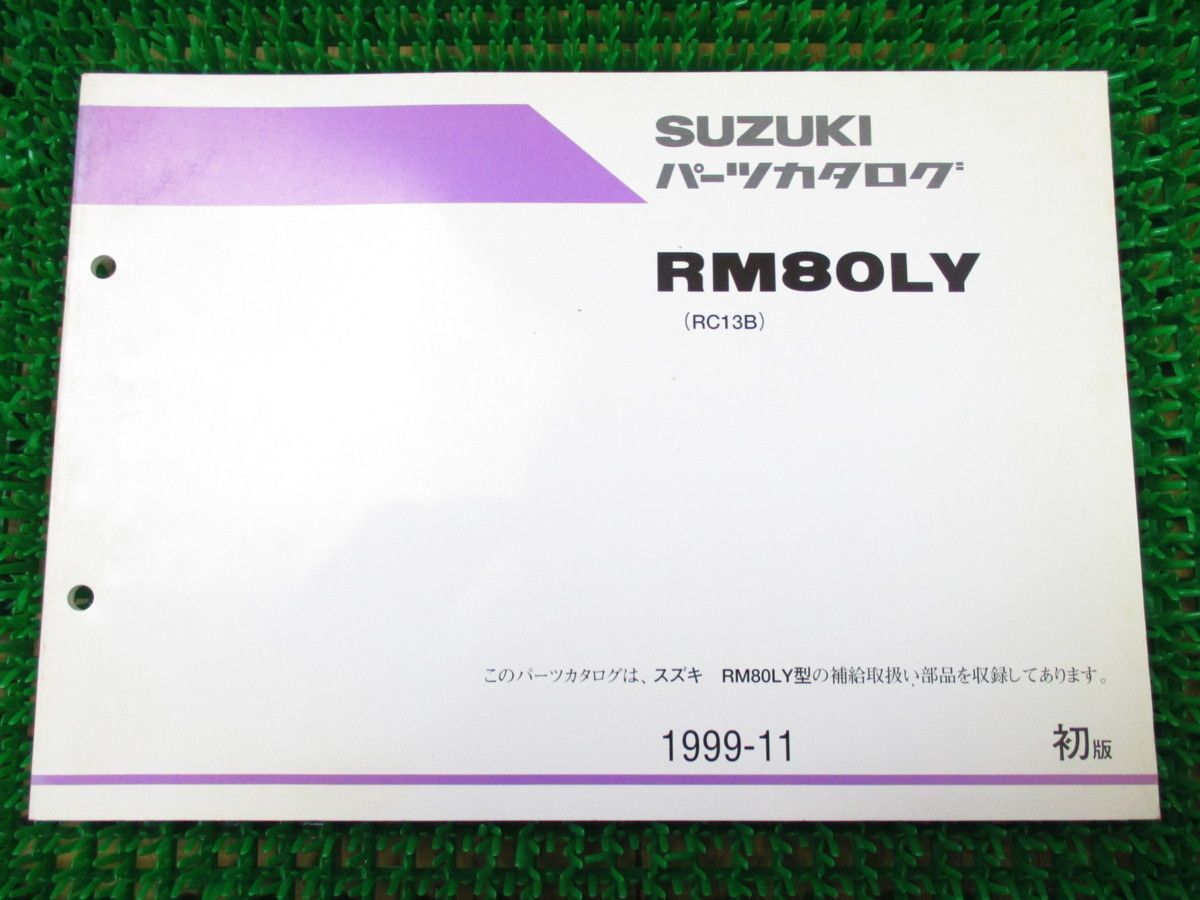 SUZUKI
パーツカタログ
RM80LY
(RC13B)
このパーツカタログは、スズキ RM80LY型の補給取扱い部品を収録してあります。
1999-11 初版